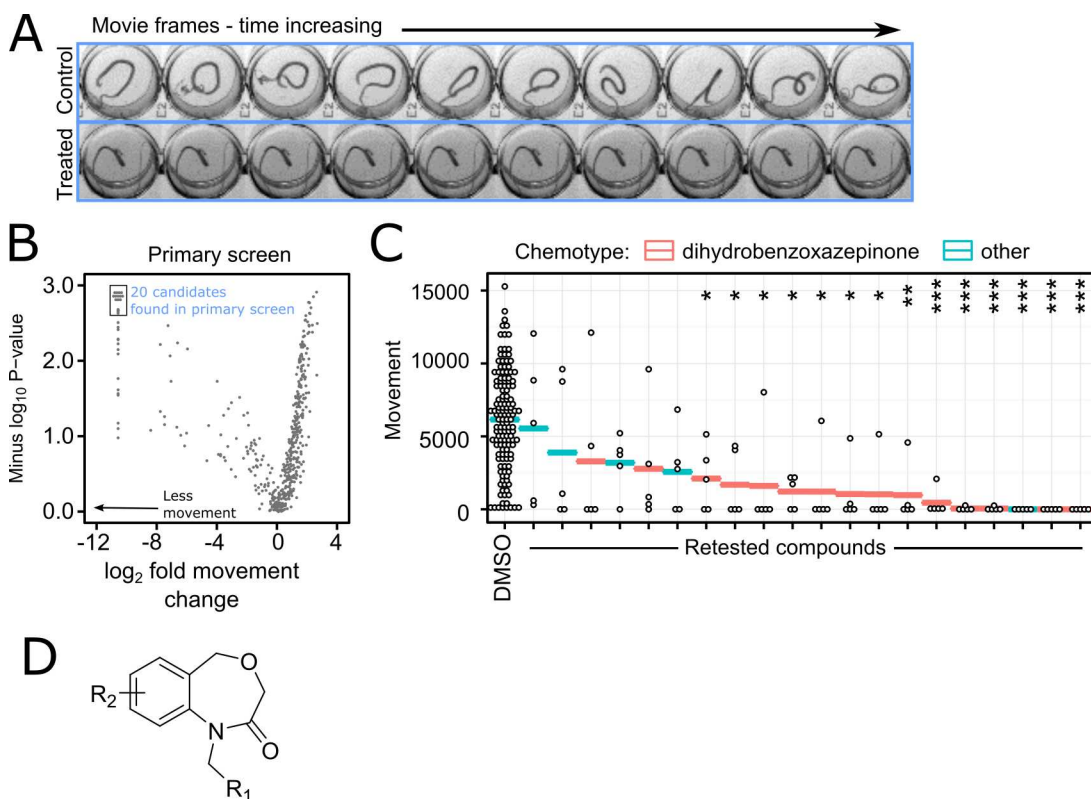 A
Movie frames - time increasing
Control
Treated
B
Primary screen
Minus log10 P-value
3.0
2.0
1.0
0.0
20 candidates
found in primary screen
Less
movement
-12
-8
-4
0
4
log2 fold movement
change
C
Chemotype:
dihydrobenzoxazepinone
other
Movement
15000
10000
5000
0
* * * * * * * ** **** **** **** **** **** ****
DMSO
Retested compounds
D
O
R2
N
O
R1